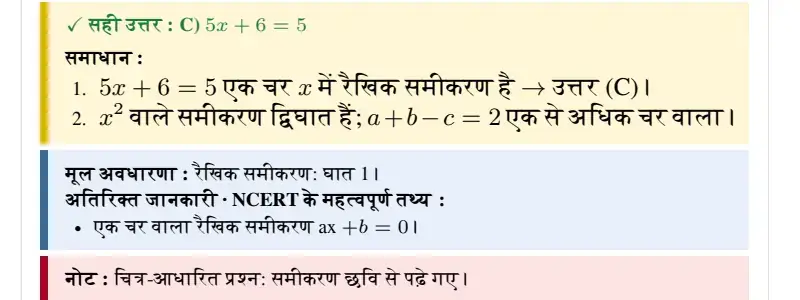 ✓ सही उत्तर : C) 5x + 6 = 5
समाधान :
1. 5x + 6 = 5 एक चर x में रैखिक समीकरण है → उत्तर (C)।
2. x² वाले समीकरण द्विघात हैं; a + b − c = 2 एक से अधिक चर वाला।
मूल अवधारणा : रैखिक समीकरण: घात 1।
अतिरिक्त जानकारी · NCERT के महत्वपूर्ण तथ्य :
• एक चर वाला रैखिक समीकरण ax +b = 0।
नोट : चित्र-आधारित प्रश्न: समीकरण छवि से पढ़े गए।